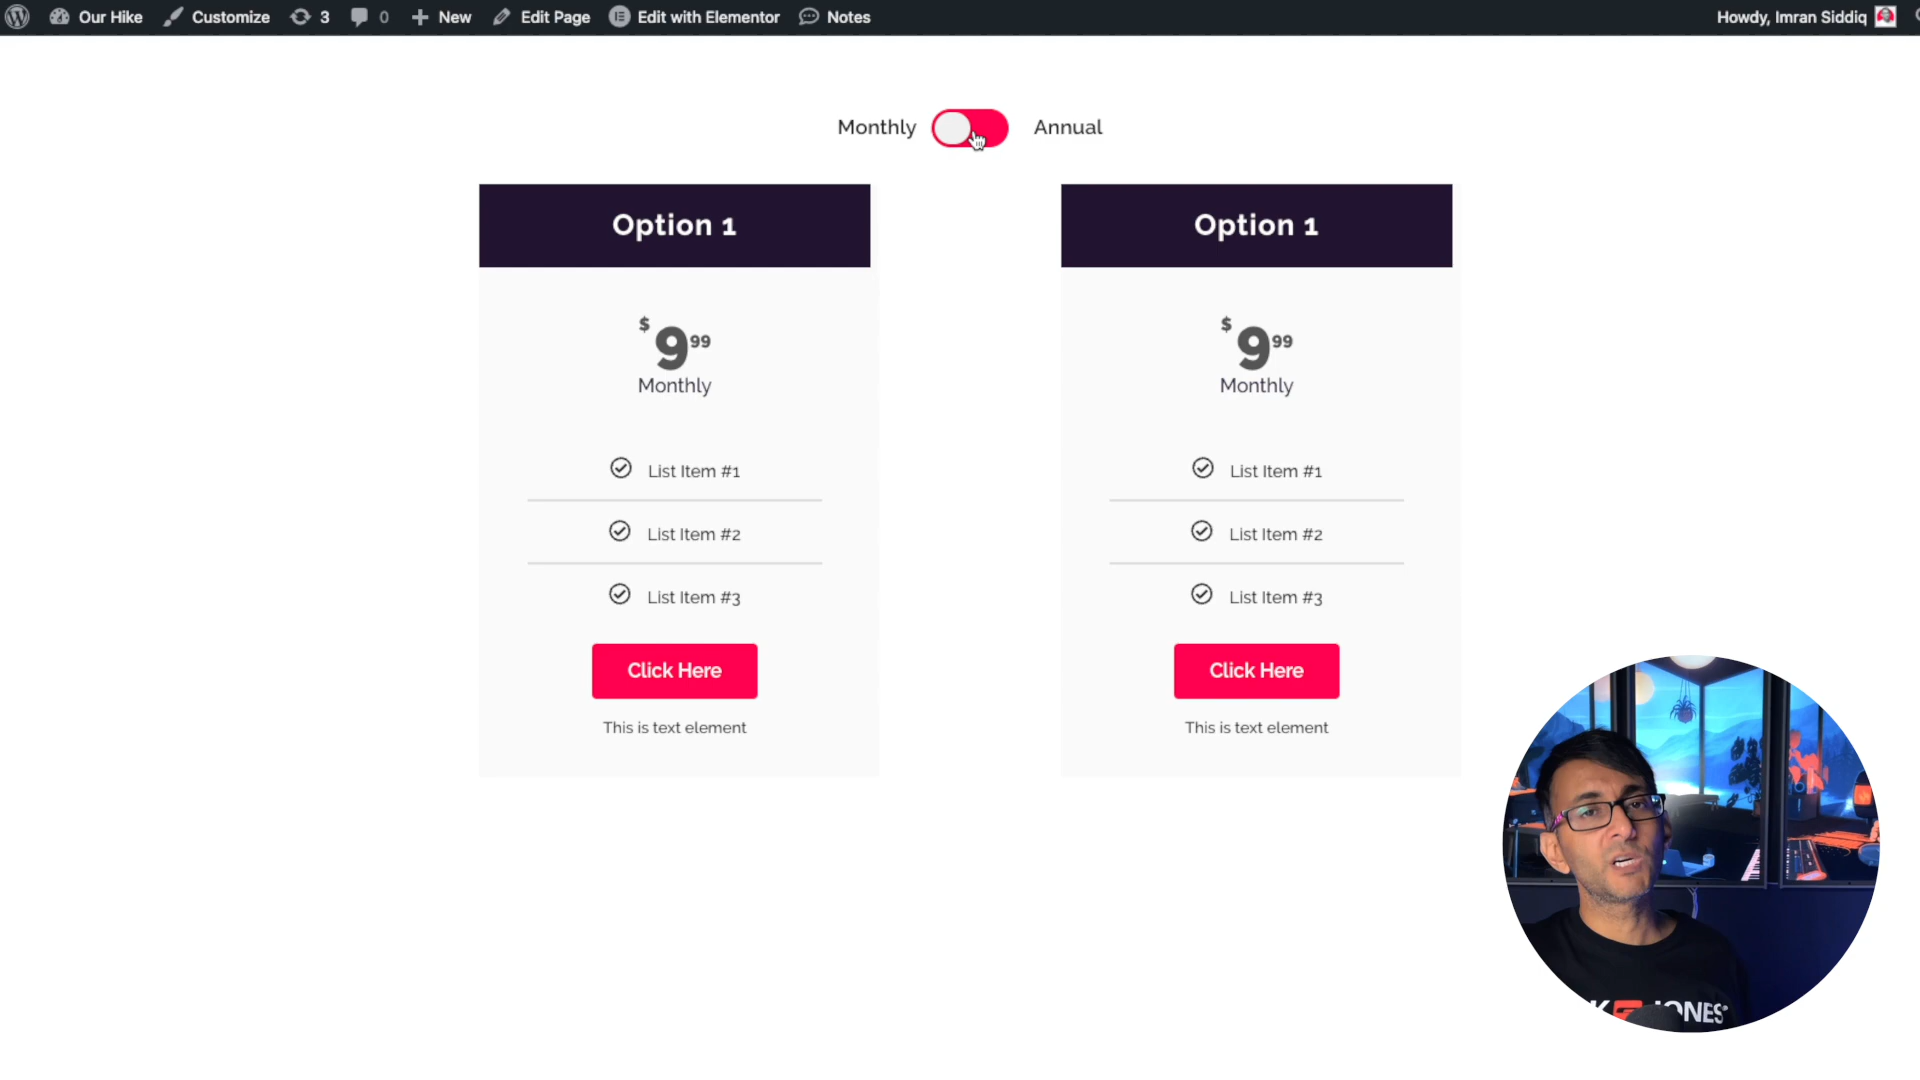 Our Hike Customize 3 0 New Edit Page Edit with Elementor Notes Howdy, Imran Siddiq
Monthly Annual
Option 1
$9 99
Monthly
List Item #1
List Item #2
List Item #3
Click Here
This is text element
Option 1
$9 99
Monthly
List Item #1
List Item #2
List Item #3
Click Here
This is text element